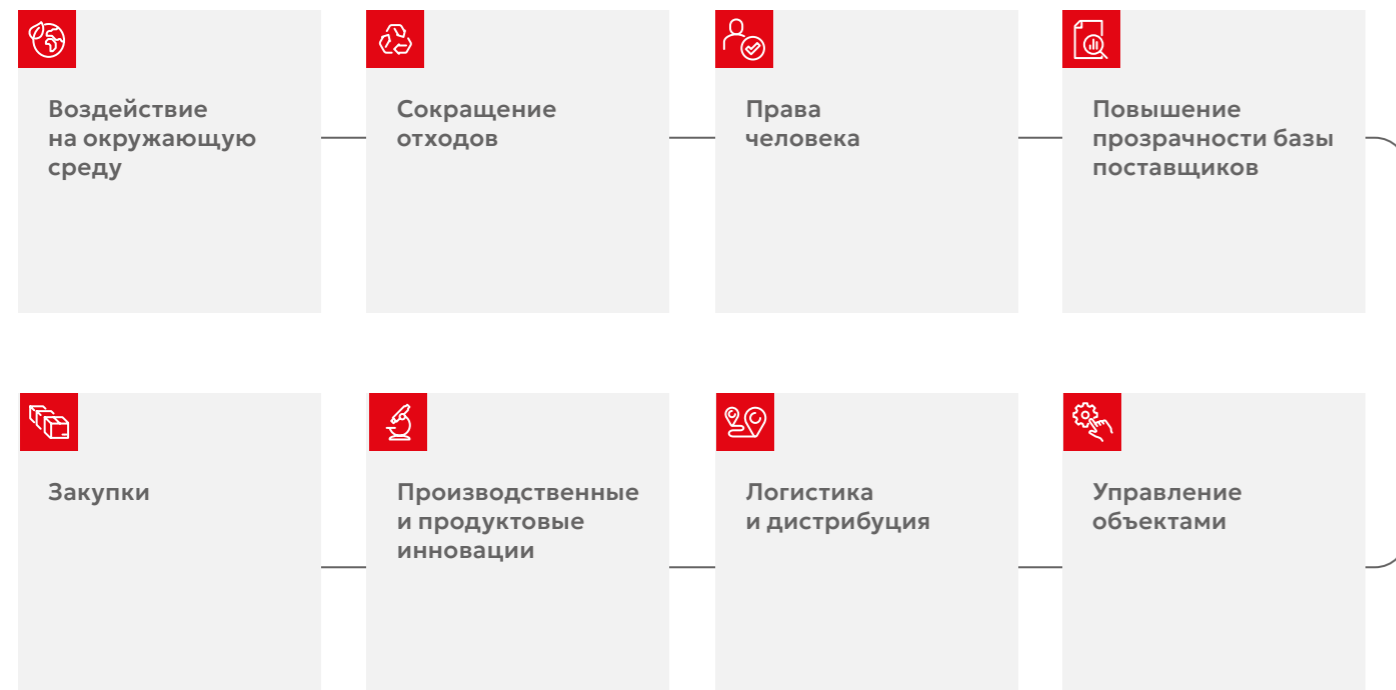 Воздействие
на окружающую
среду
Сокращение
отходов
Права
человека
Повышение
прозрачности базы
поставщиков
Закупки
Производственные
и продуктовые
инновации
Логистика
и дистрибуция
Управление
объектами